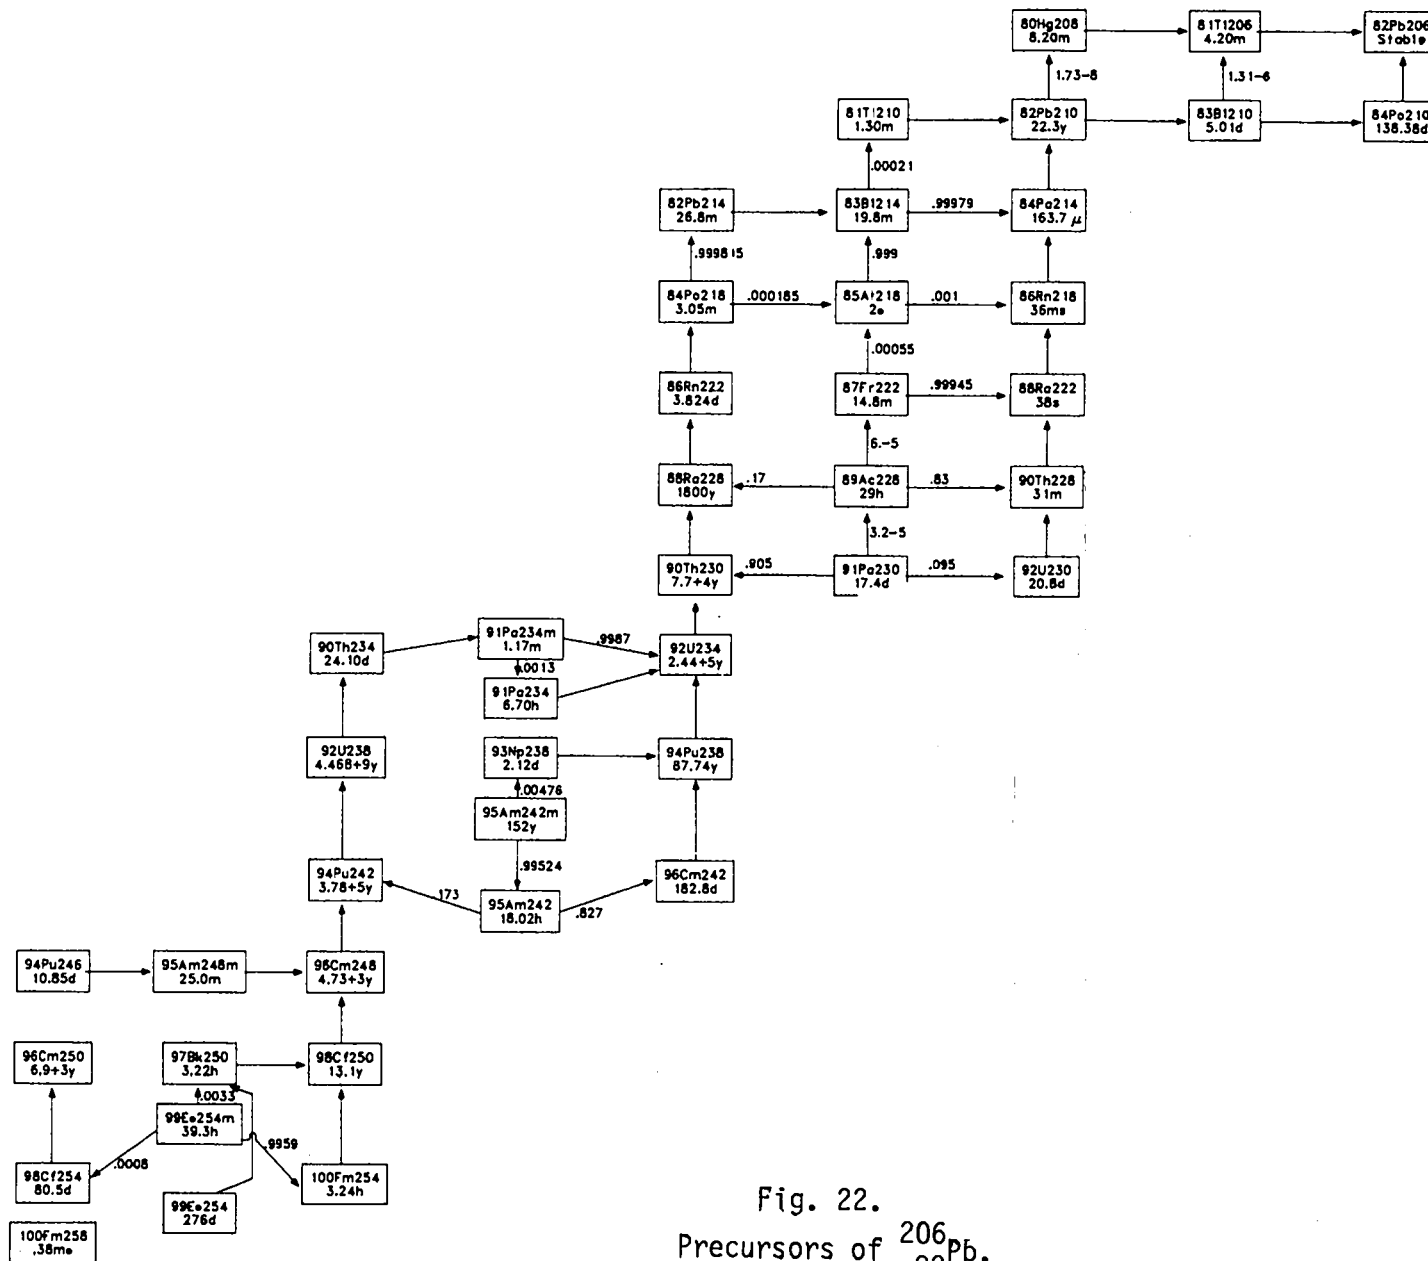 80Hg208
8.20m
81Tl206
4.20m
82Pb206
Stable
1.73-8
1.31-6
81Tl210
1.30m
82Pb210
22.3y
83Bi210
5.01d
84Po210
138.38d
.00021
82Pb214
26.8m
83Bi214
19.8m
.99979
84Pa214
163.7 μ
.999815
.999
84Po218
3.05m
.000185
85At218
2s
.001
86Rn218
36ms
.00055
86Rn222
3.824d
87Fr222
14.8m
.99945
88Ra222
38s
6.-5
88Ra228
1800y
.17
89Ac228
29h
.83
90Th228
31m
3.2-5
90Th230
7.7+4y
.905
91Pa230
17.4d
.095
92U230
20.8d
90Th234
24.10d
91Pa234m
1.17m
.9987
92U234
2.44+5y
.0013
91Pa234
6.70h
92U238
4.468+9y
93Np238
2.12d
94Pu238
87.74y
.00476
95Am242m
152y
.99524
94Pu242
3.78+5y
.173
95Am242
18.02h
.827
96Cm242
182.8d
94Pu246
10.85d
95Am248m
25.0m
96Cm248
4.73+3y
96Cm250
6.9+3y
97Bk250
3.22h
98Cf250
13.1y
.0033
99Es254m
39.3h
.9959
.0008
98Cf254
80.5d
100Fm254
3.24h
99Es254
276d
100Fm258
.38ms
Fig. 22.
Precursors of 206Pb.